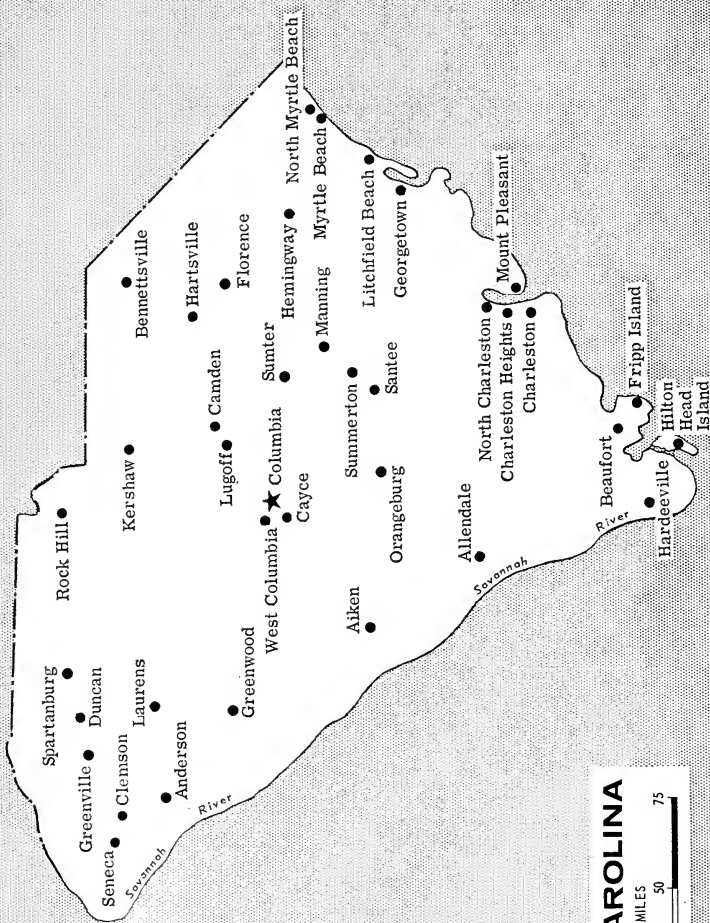 Spartanburg
Duncan
Greenville
Clemson
Seneca
Laurens
Anderson
Greenwood
Savannah
River
Rock Hill
Kershaw
Lugoff
Camden
West Columbia
Columbia
Cayce
Bennettsville
Hartsville
Florence
Sumter
Hemingway
Manning
North Myrtle Beach
Myrtle Beach
Litchfield Beach
Georgetown
Summerton
Santee
Orangeburg
Aiken
Allendale
Savannah
River
North Charleston
Charleston Heights
Charleston
Mount Pleasant
Beaufort
Fripp Island
Hilton
Head
Island
Hardeeville
AROLINA
MILES
50
75